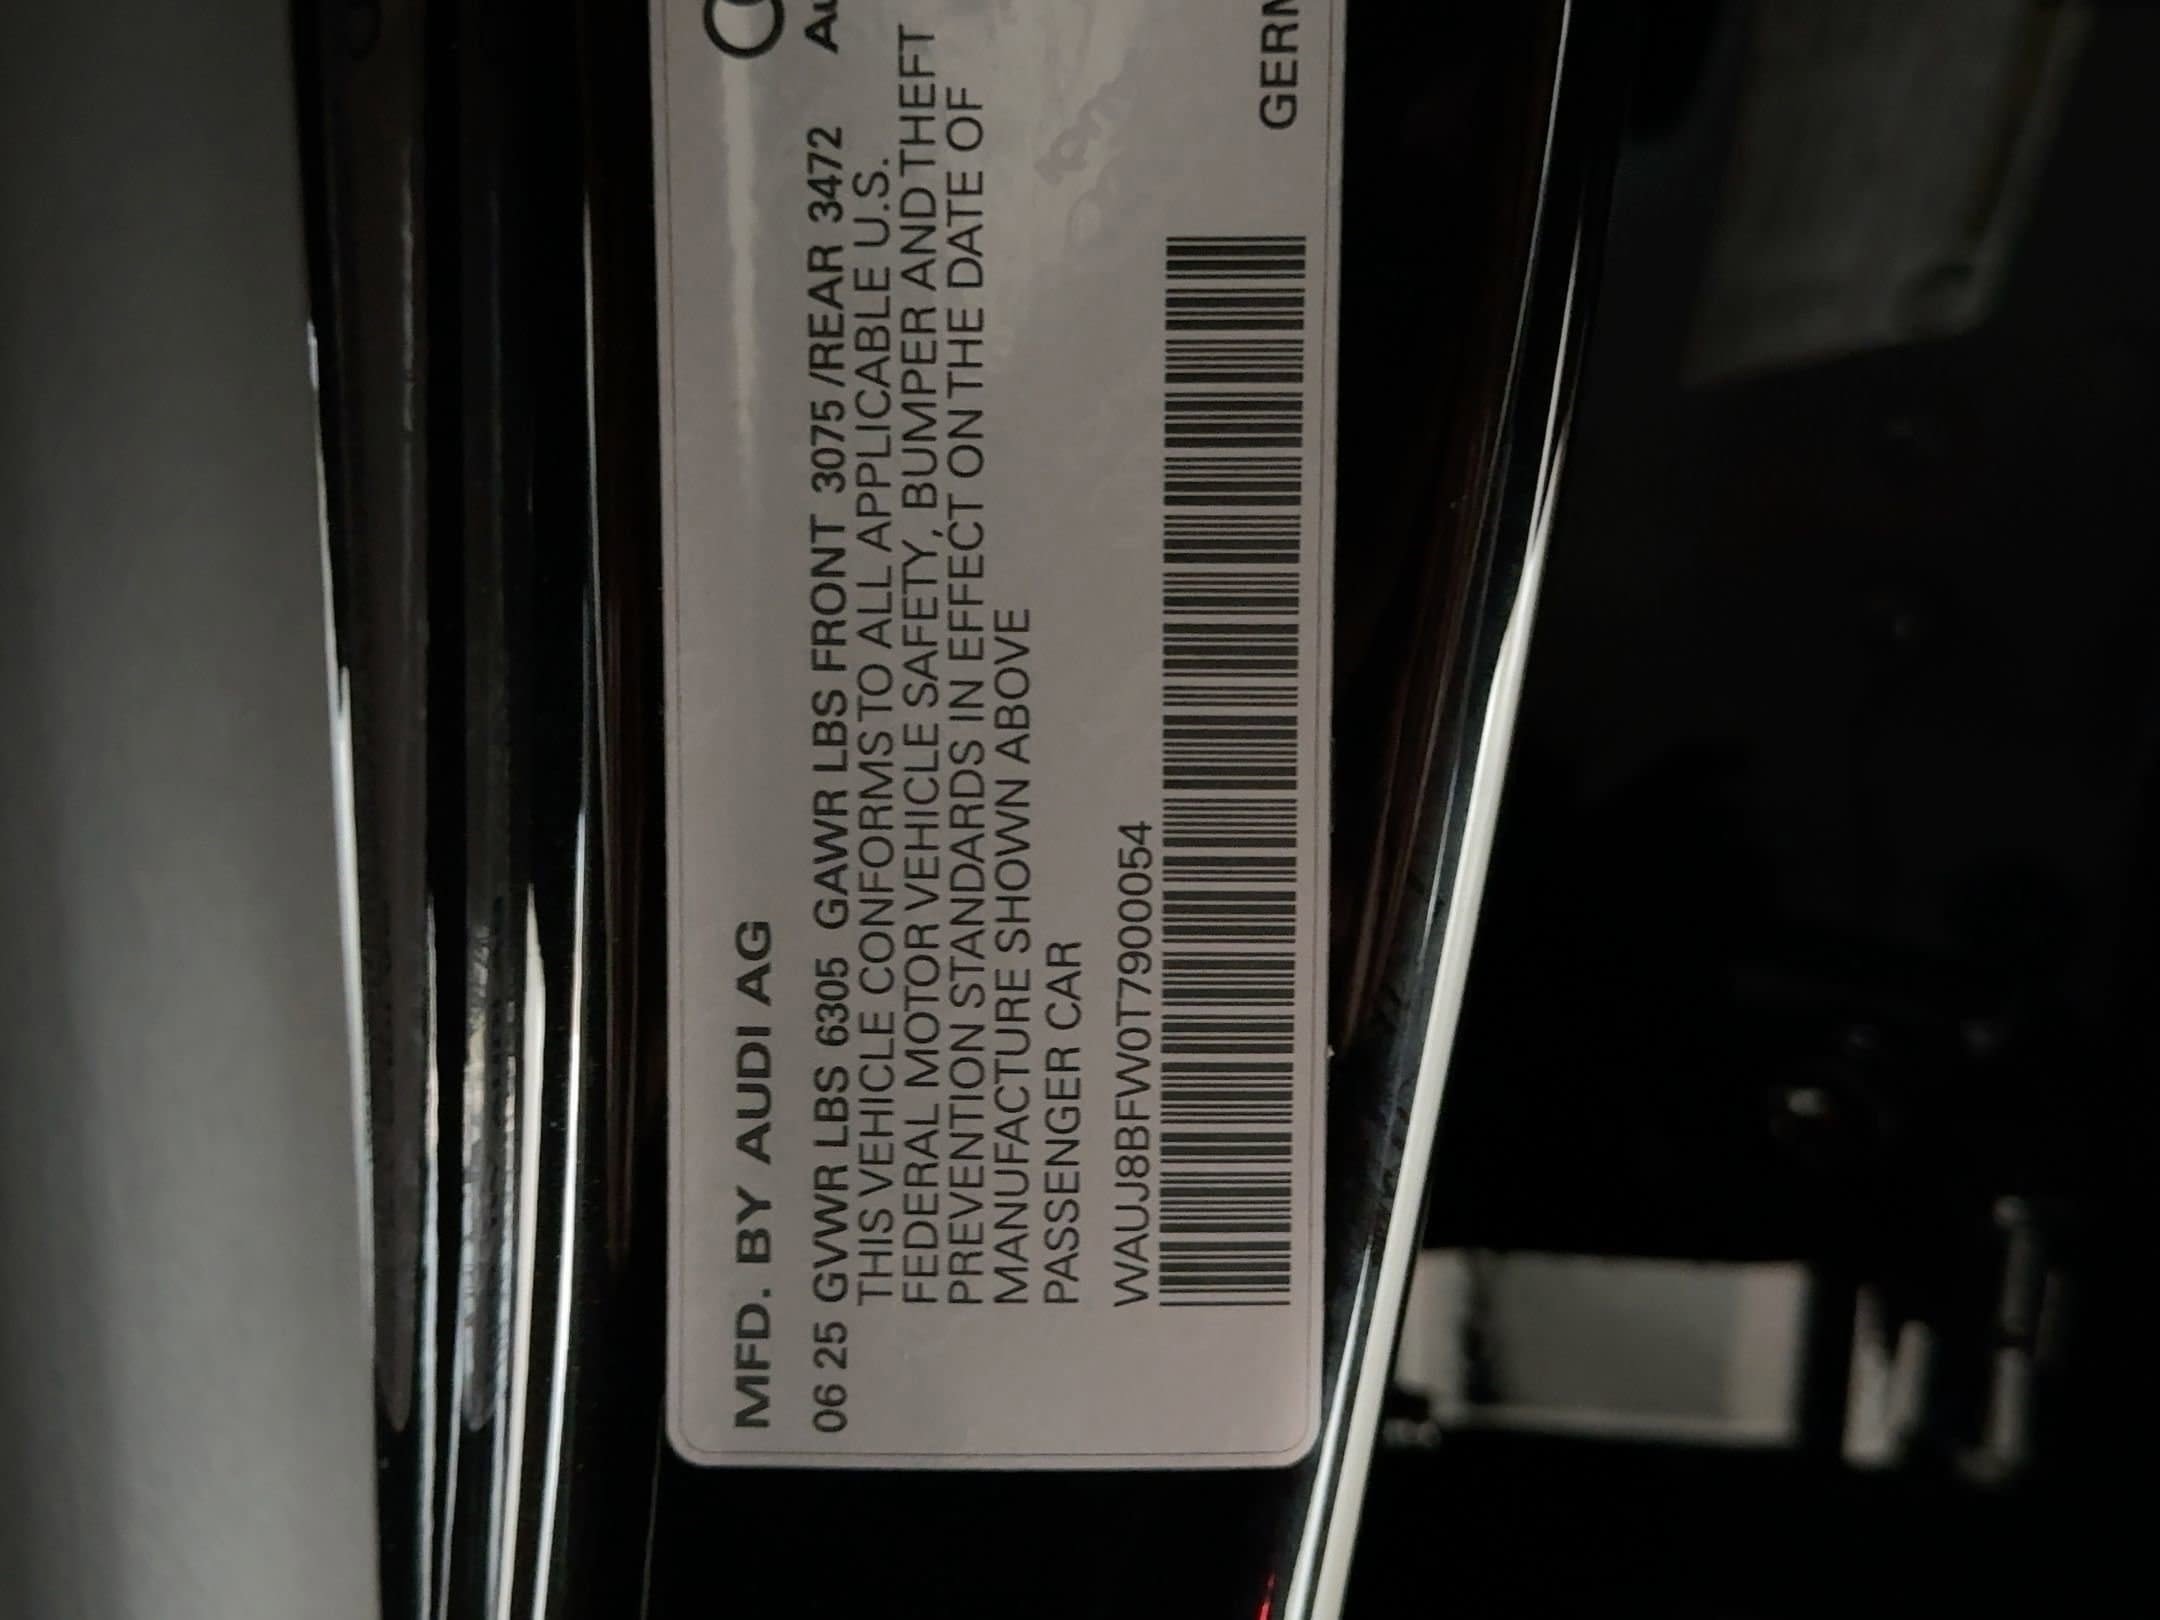 MFD. BY AUDI AG
06 25 GVWR LBS 6305 GAWR LBS FRONT 3075 /REAR 3472
THIS VEHICLE CONFORMS TO ALL APPLICABLE U.S.
FEDERAL MOTOR VEHICLE SAFETY, BUMPER AND THEFT
PREVENTION STANDARDS IN EFFECT ON THE DATE OF
MANUFACTURE SHOWN ABOVE
PASSENGER CAR
WAUJ8BFW0T7900054